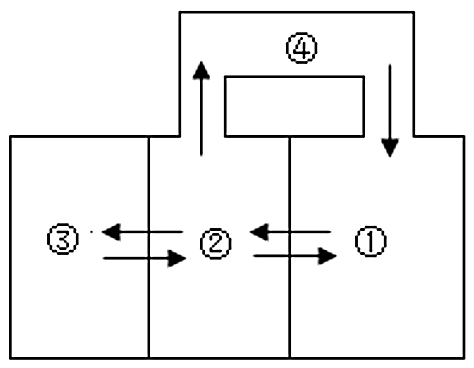 ④
③ ② ①